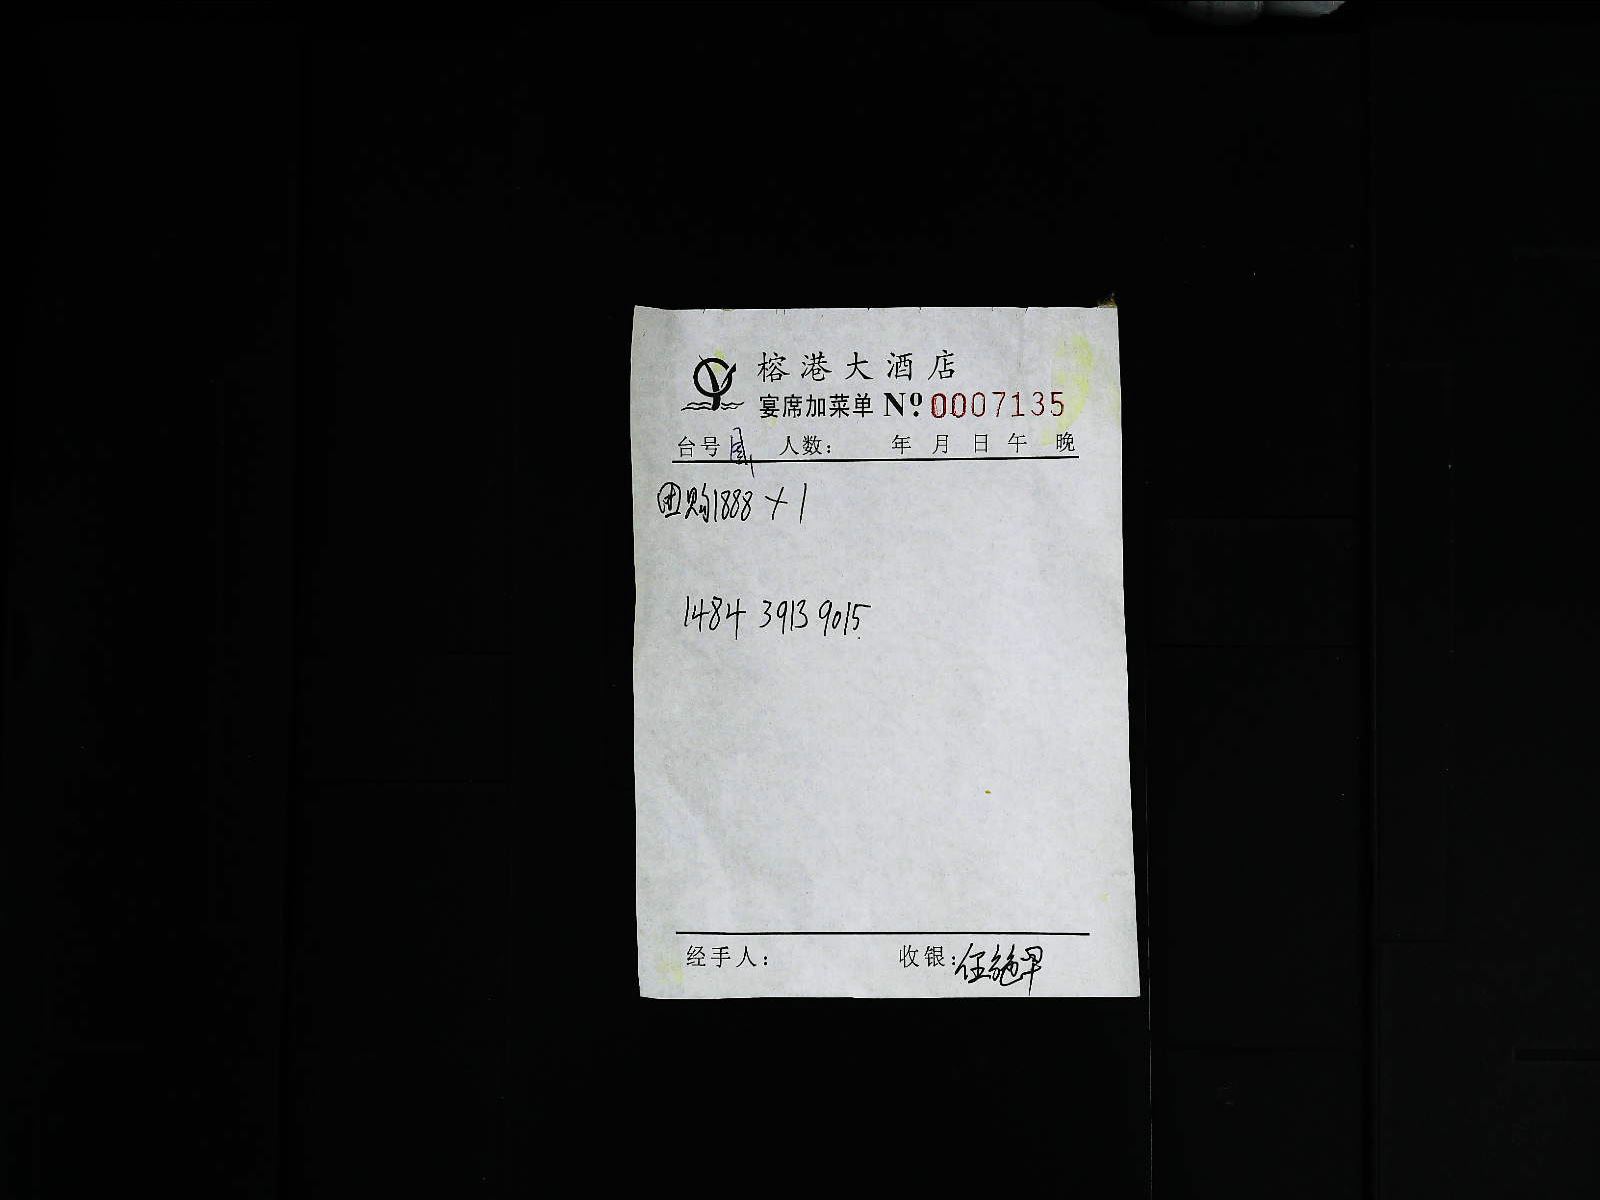 榕港大酒店
宴席加菜单 Nº 0007135
台号 人数： 年 月 日 午 晚
团购1888 × 1
1484 3913 9015
经手人： 收银：